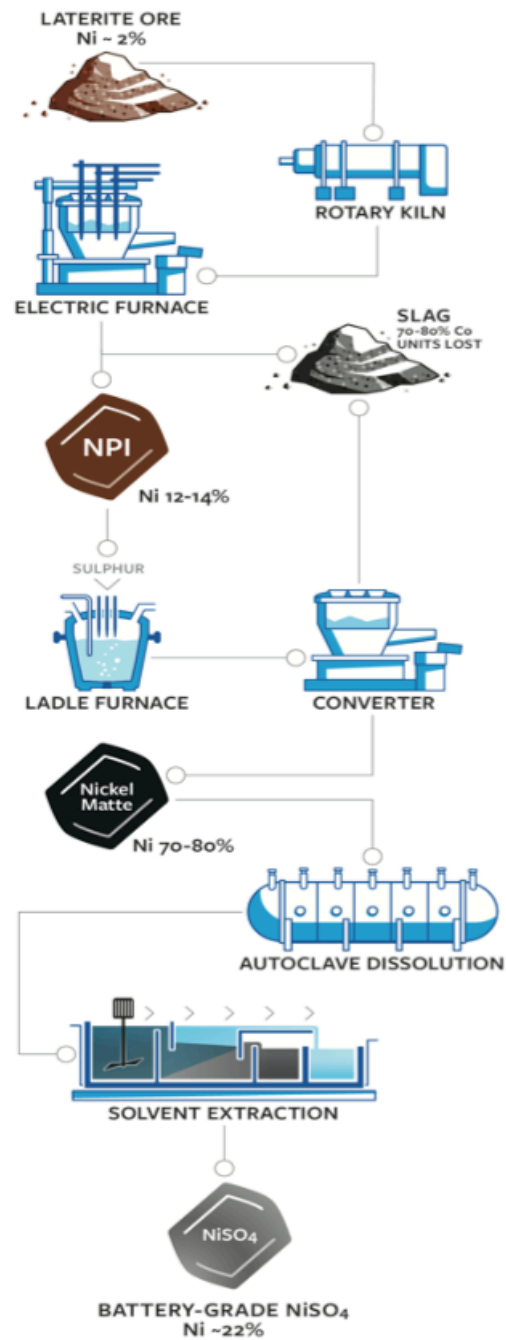 LATERITE ORE
Ni ~ 2%
ROTARY KILN
ELECTRIC FURNACE
SLAG
70-80% Co
UNITS LOST
NPI
Ni 12-14%
SULPHUR
LADLE FURNACE
CONVERTER
Nickel
Matte
Ni 70-80%
AUTOCLAVE DISSOLUTION
SOLVENT EXTRACTION
NiSO4
BATTERY-GRADE NiSO4
Ni ~22%